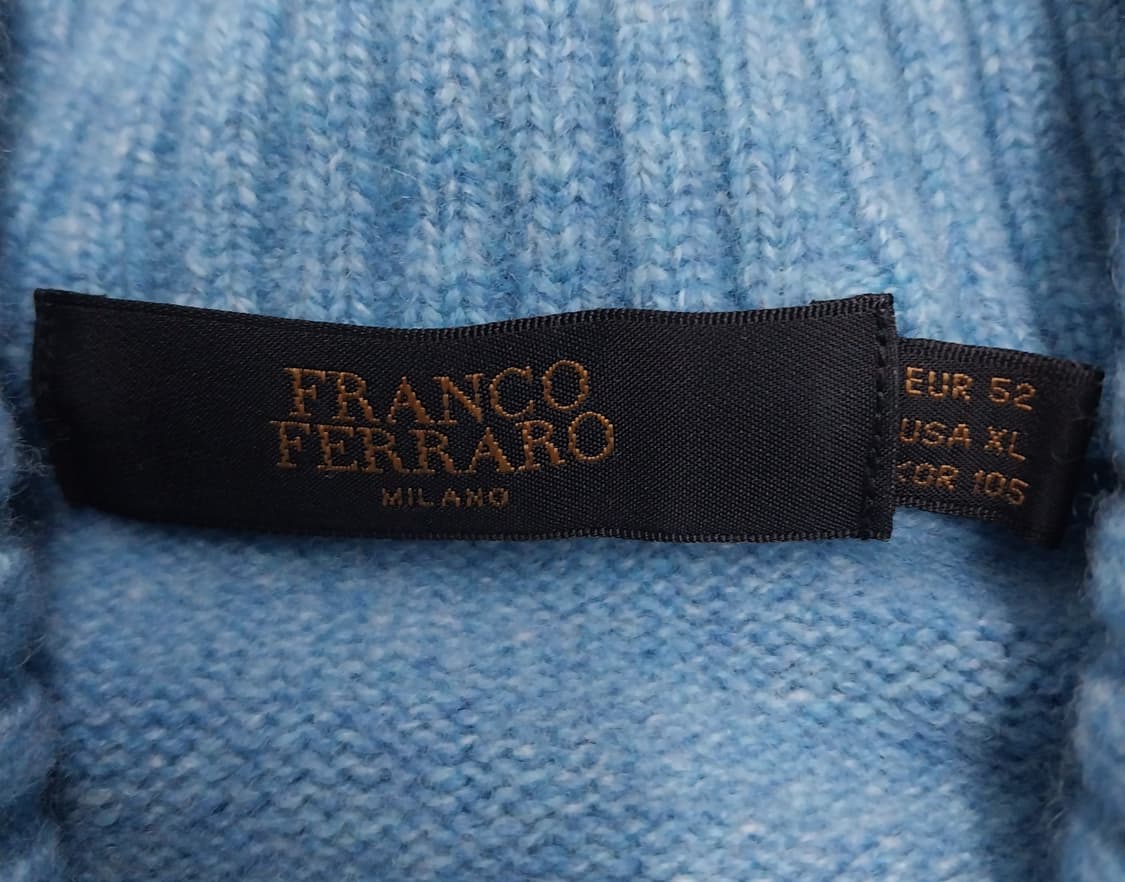 FRANCO
FERRARO
MILANO
EUR 52
USA XL
KOR 105